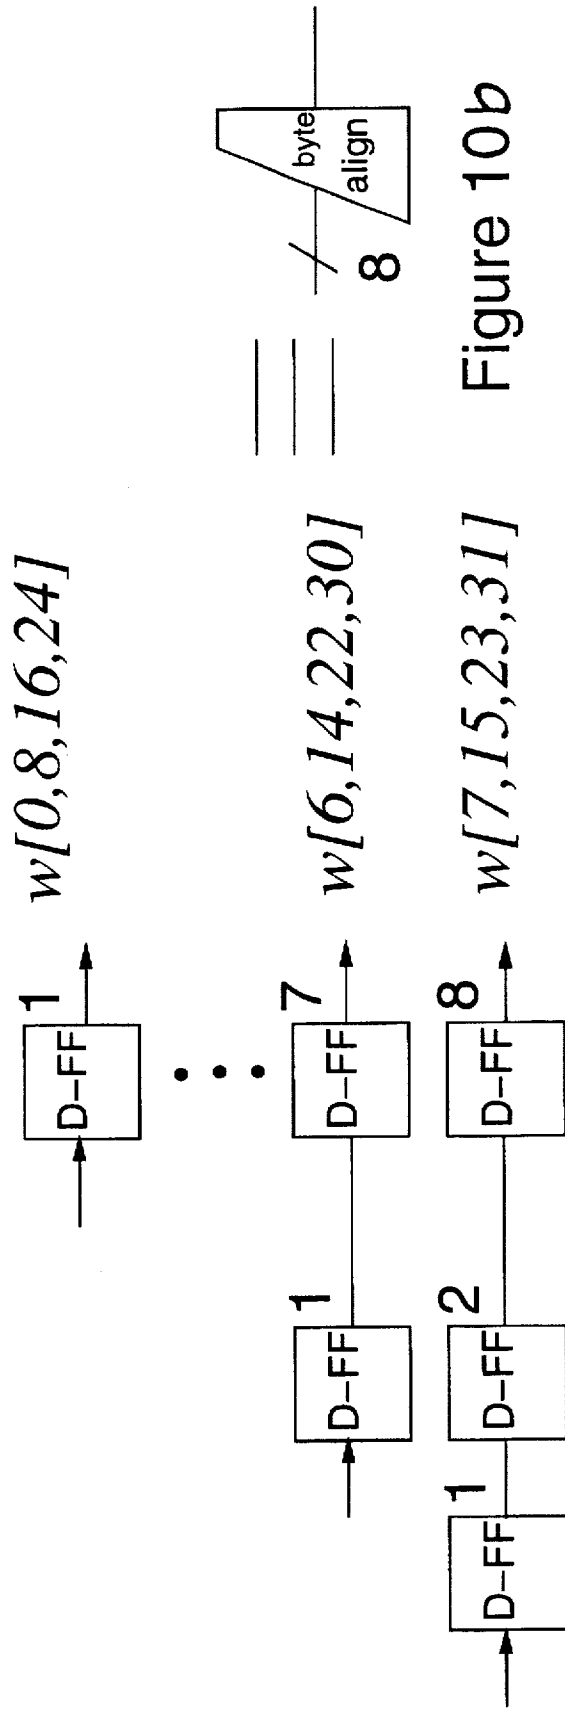 D-FF 1 w[0,8,16,24]
D-FF 1 D-FF 7 w[6,14,22,30]
D-FF 1 D-FF 2 D-FF 8 w[7,15,23,31]
byte
align
8
Figure 10b